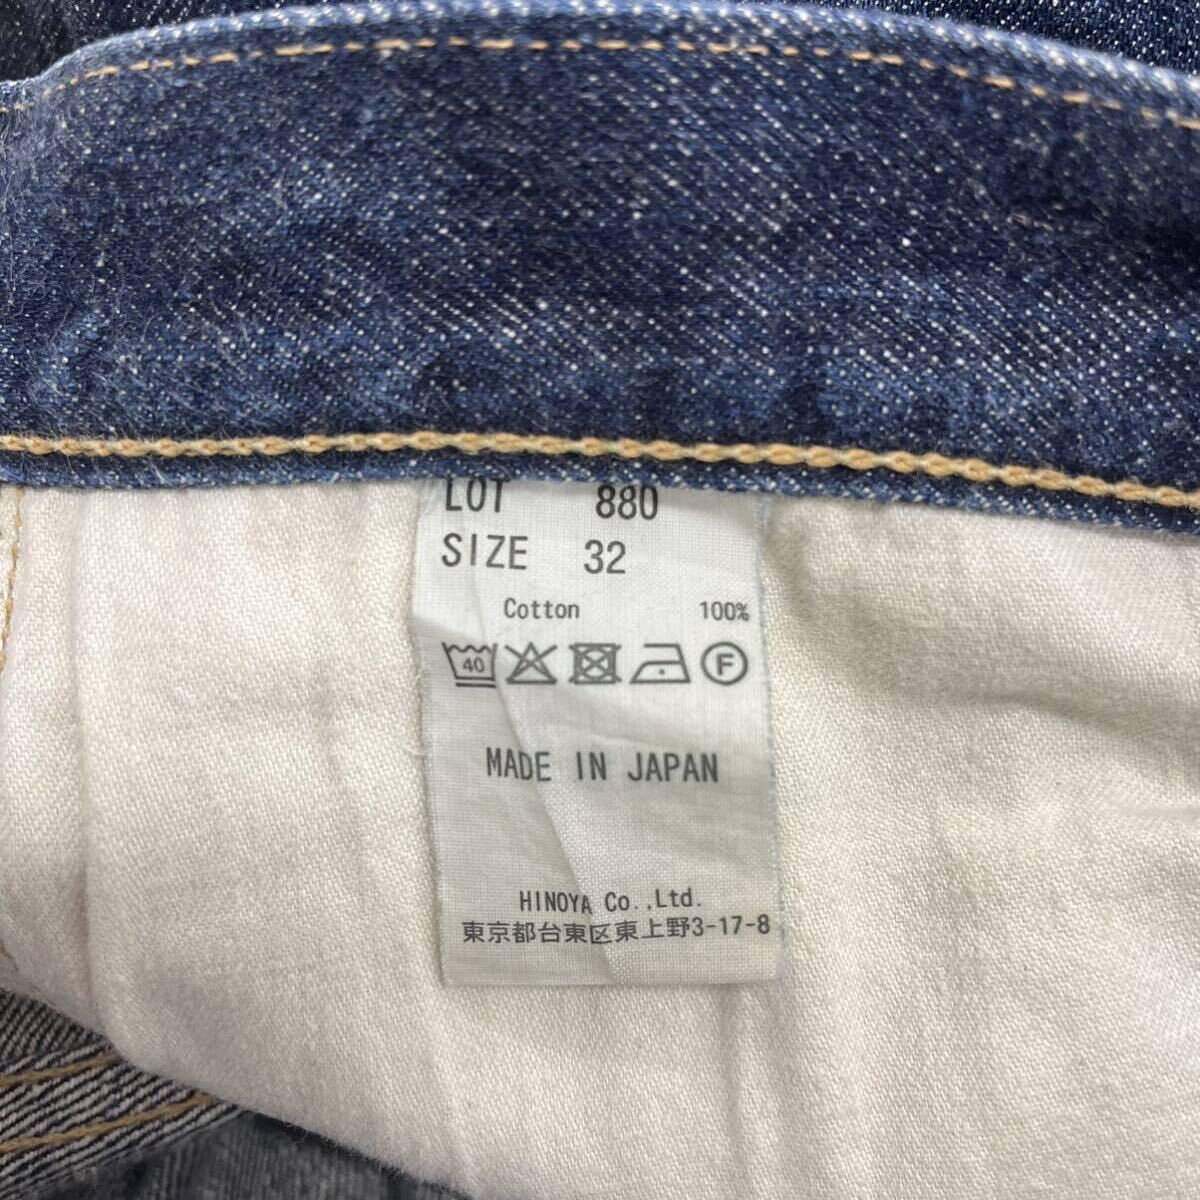 LOT 880
SIZE 32
Cotton 100%
40 F
MADE IN JAPAN
HINOYA Co.,Ltd.
東京都台東区東上野3-17-8